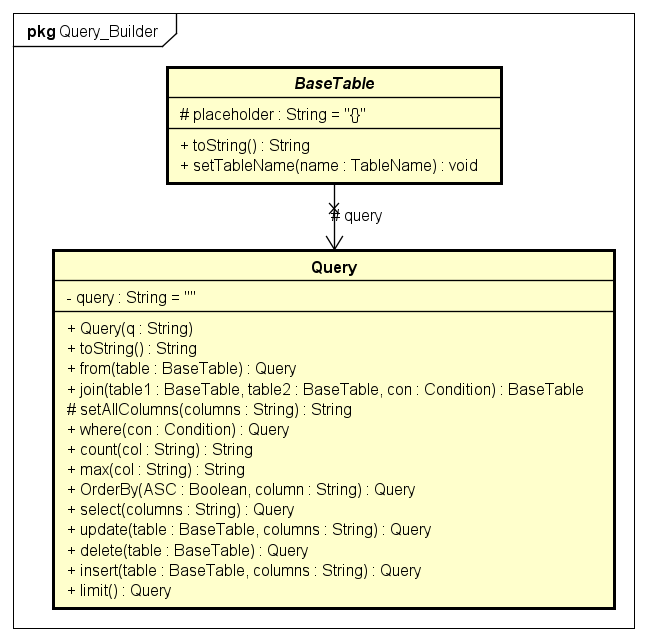 pkg Query_Builder
BaseTable
# placeholder : String = "{}"
+ toString() : String
+ setTableName(name : TableName) : void
# query
Query
- query : String = ""
+ Query(q : String)
+ toString() : String
+ from(table : BaseTable) : Query
+ join(table1 : BaseTable, table2 : BaseTable, con : Condition) : BaseTable
# setAllColumns(columns : String) : String
+ where(con : Condition) : Query
+ count(col : String) : String
+ max(col : String) : String
+ OrderBy(ASC : Boolean, column : String) : Query
+ select(columns : String) : Query
+ update(table : BaseTable, columns : String) : Query
+ delete(table : BaseTable) : Query
+ insert(table : BaseTable, columns : String) : Query
+ limit() : Query